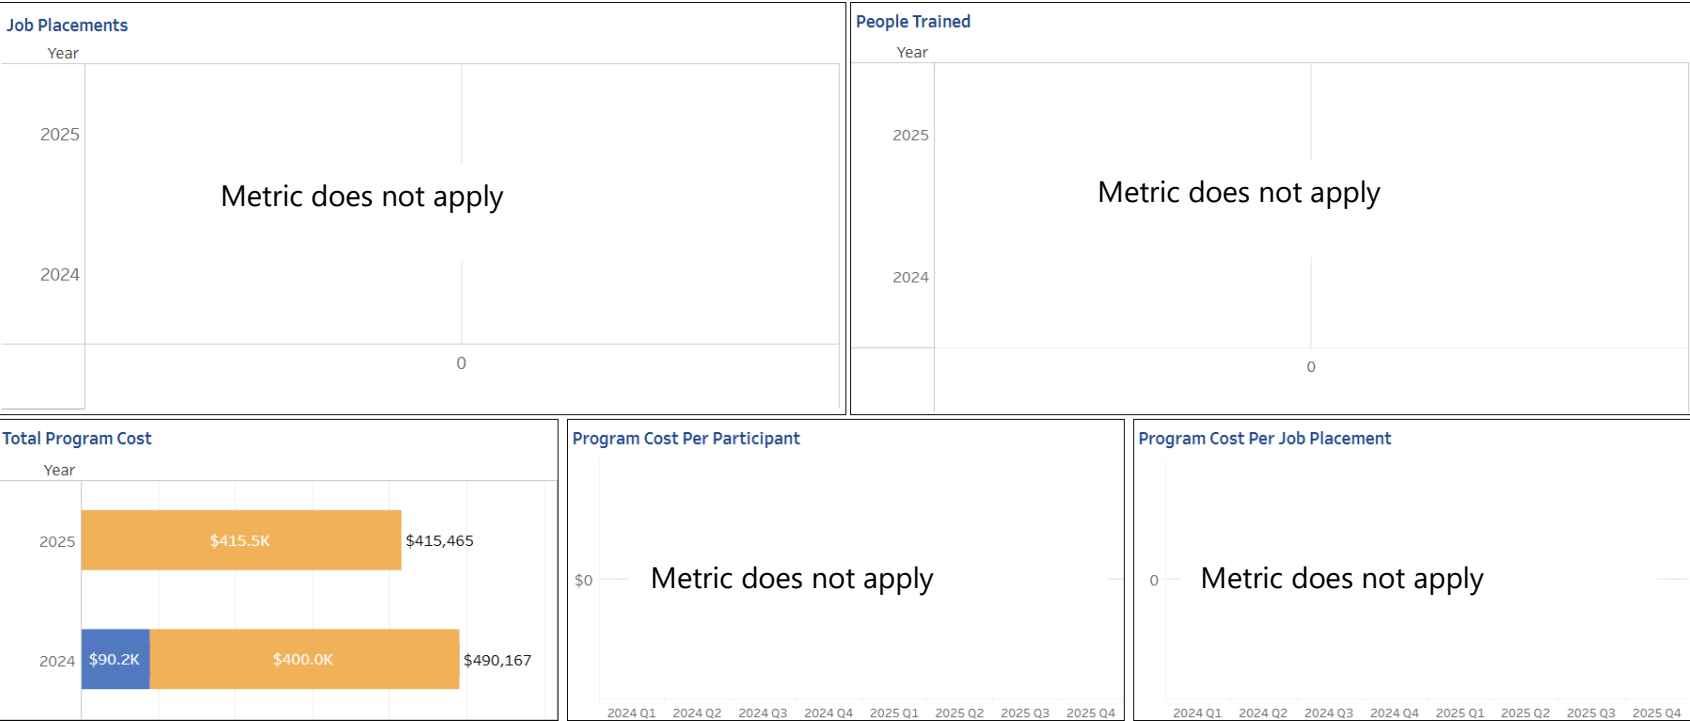 Job Placements
Year
2025
Metric does not apply
2024
0
People Trained
Year
2025
Metric does not apply
2024
0
Total Program Cost
Year
2025
$415.5K
$415,465
2024
$90.2K
$400.0K
$490,167
Program Cost Per Participant
$0
Metric does not apply
2024 Q1 2024 Q2 2024 Q3 2024 Q4 2025 Q1 2025 Q2 2025 Q3 2025 Q4
Program Cost Per Job Placement
0
Metric does not apply
2024 Q1 2024 Q2 2024 Q3 2024 Q4 2025 Q1 2025 Q2 2025 Q3 2025 Q4